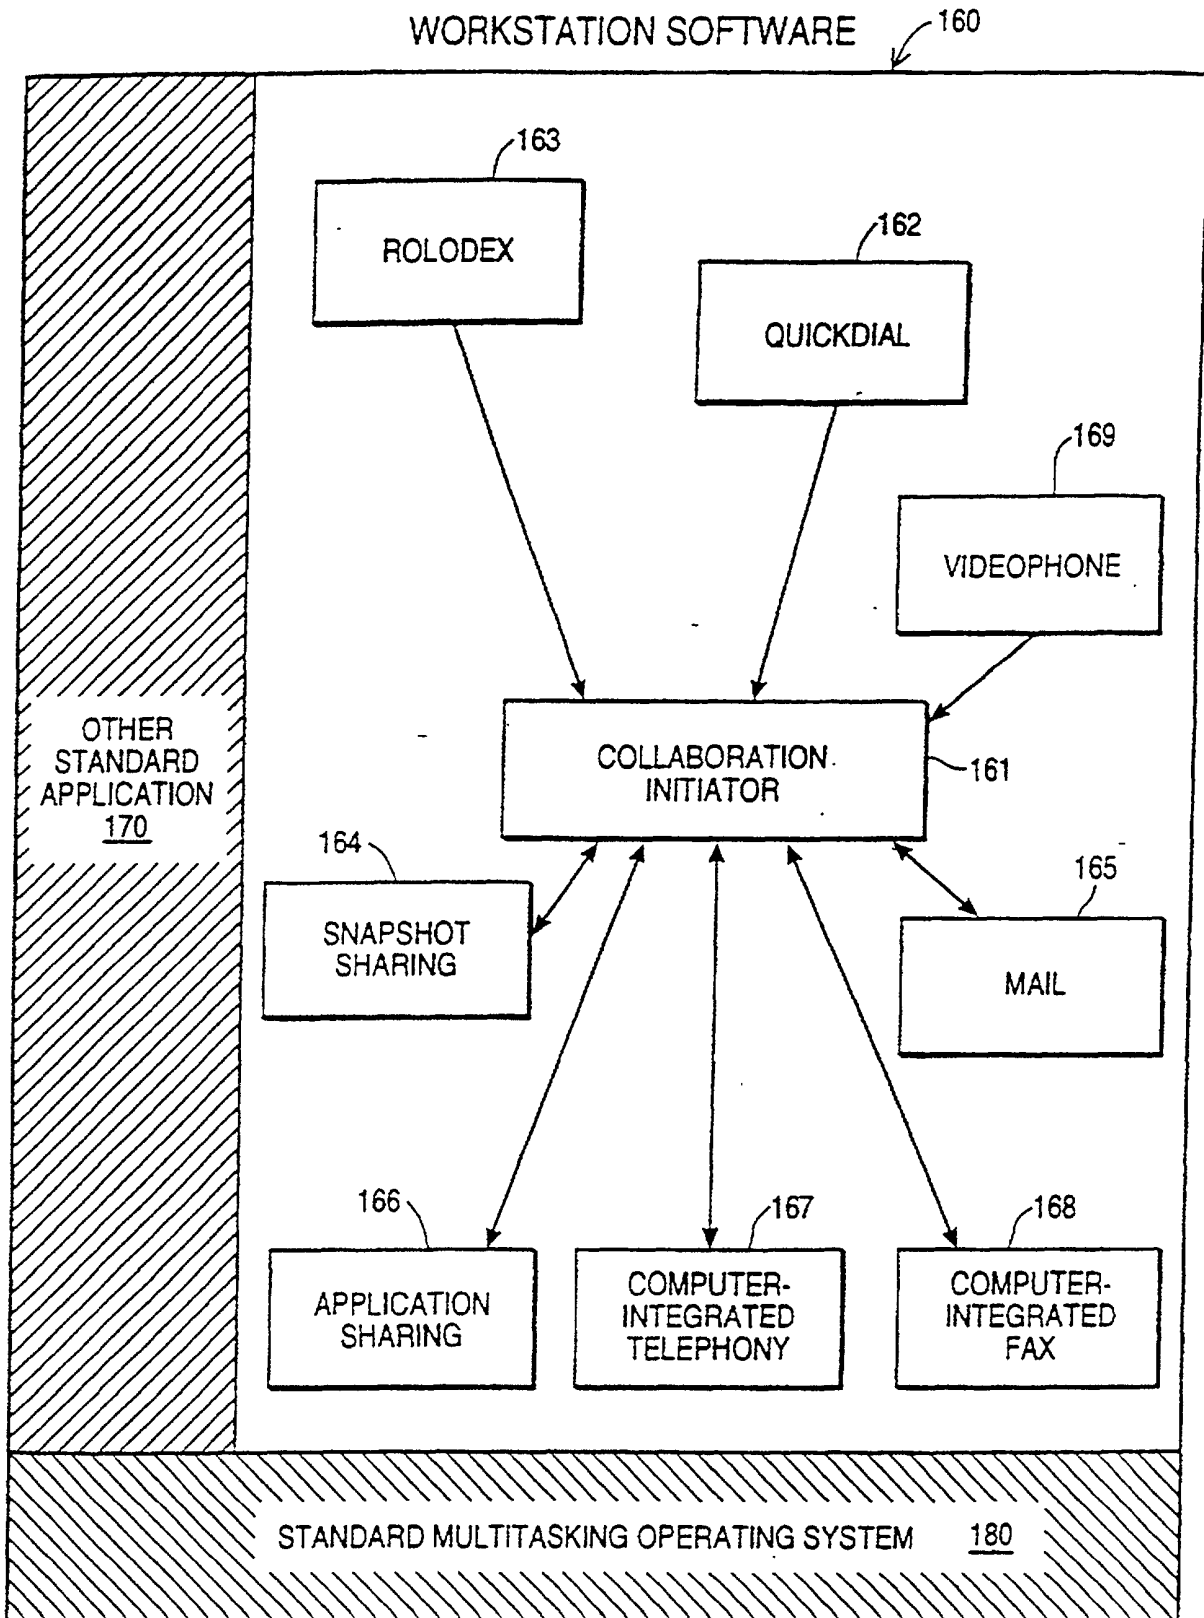 WORKSTATION SOFTWARE
160
163
ROLODEX
162
QUICKDIAL
169
VIDEOPHONE
COLLABORATION
INITIATOR
161
OTHER
STANDARD
APPLICATION
170
164
SNAPSHOT
SHARING
165
MAIL
166
APPLICATION
SHARING
167
COMPUTER-
INTEGRATED
TELEPHONY
168
COMPUTER-
INTEGRATED
FAX
STANDARD MULTITASKING OPERATING SYSTEM 180